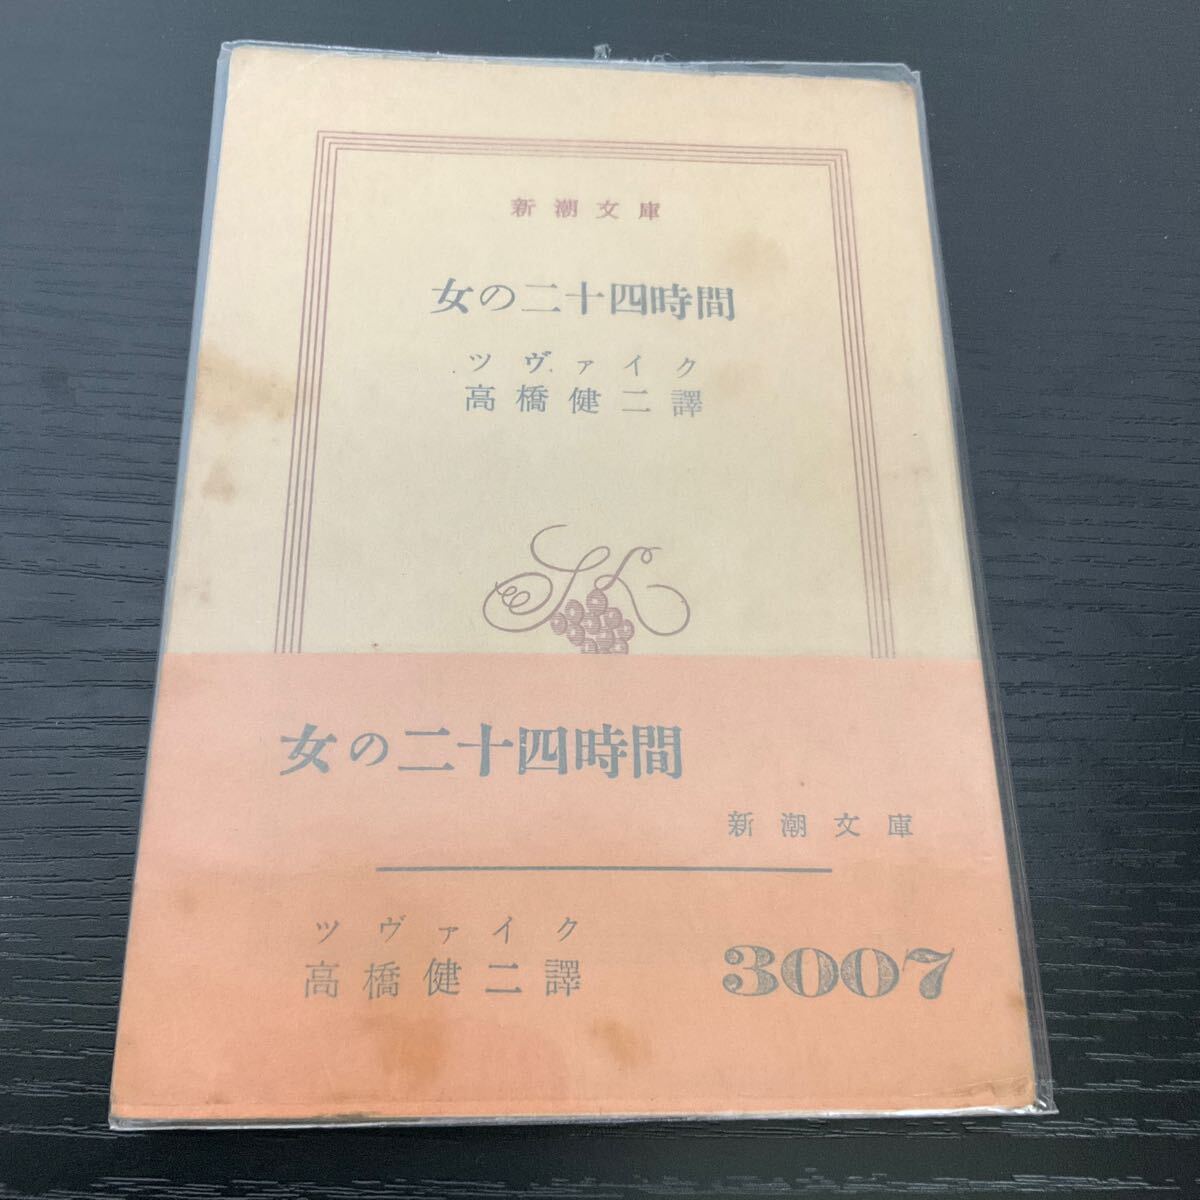 新潮文庫
女の二十四時間
ツヴァイク
高橋健二譯
女の二十四時間
新潮文庫
ツヴァイク
高橋健二譯
3007